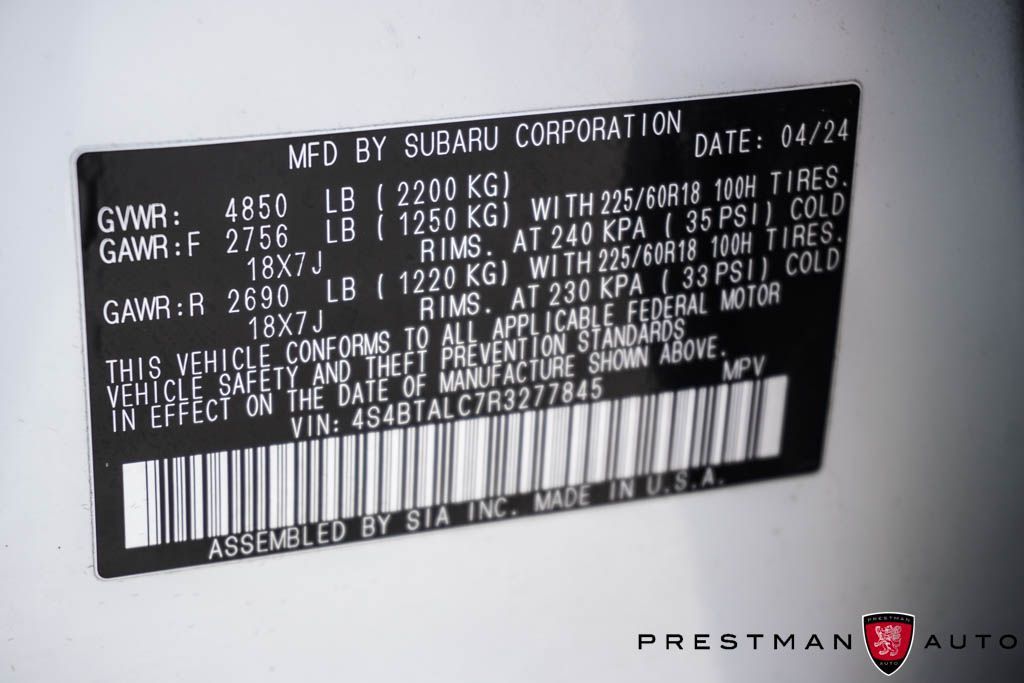 MFD BY SUBARU CORPORATION DATE: 04/24
GVWR: 4850 LB ( 2200 KG)
GAWR:F 2756 LB ( 1250 KG) WITH 225/60R18 100H TIRES.
18X7J RIMS. AT 240 KPA ( 35 PSI) COLD
GAWR:R 2690 LB ( 1220 KG) WITH 225/60R18 100H TIRES.
18X7J RIMS. AT 230 KPA ( 33 PSI) COLD
THIS VEHICLE CONFORMS TO ALL APPLICABLE FEDERAL MOTOR
VEHICLE SAFETY AND THEFT PREVENTION STANDARDS
IN EFFECT ON THE DATE OF MANUFACTURE SHOWN ABOVE.
VIN: 4S4BTALC7R3277845 MPV
ASSEMBLED BY SIA INC. MADE IN U.S.A.
PRESTMAN AUTO
PRESTMAN
AUTO